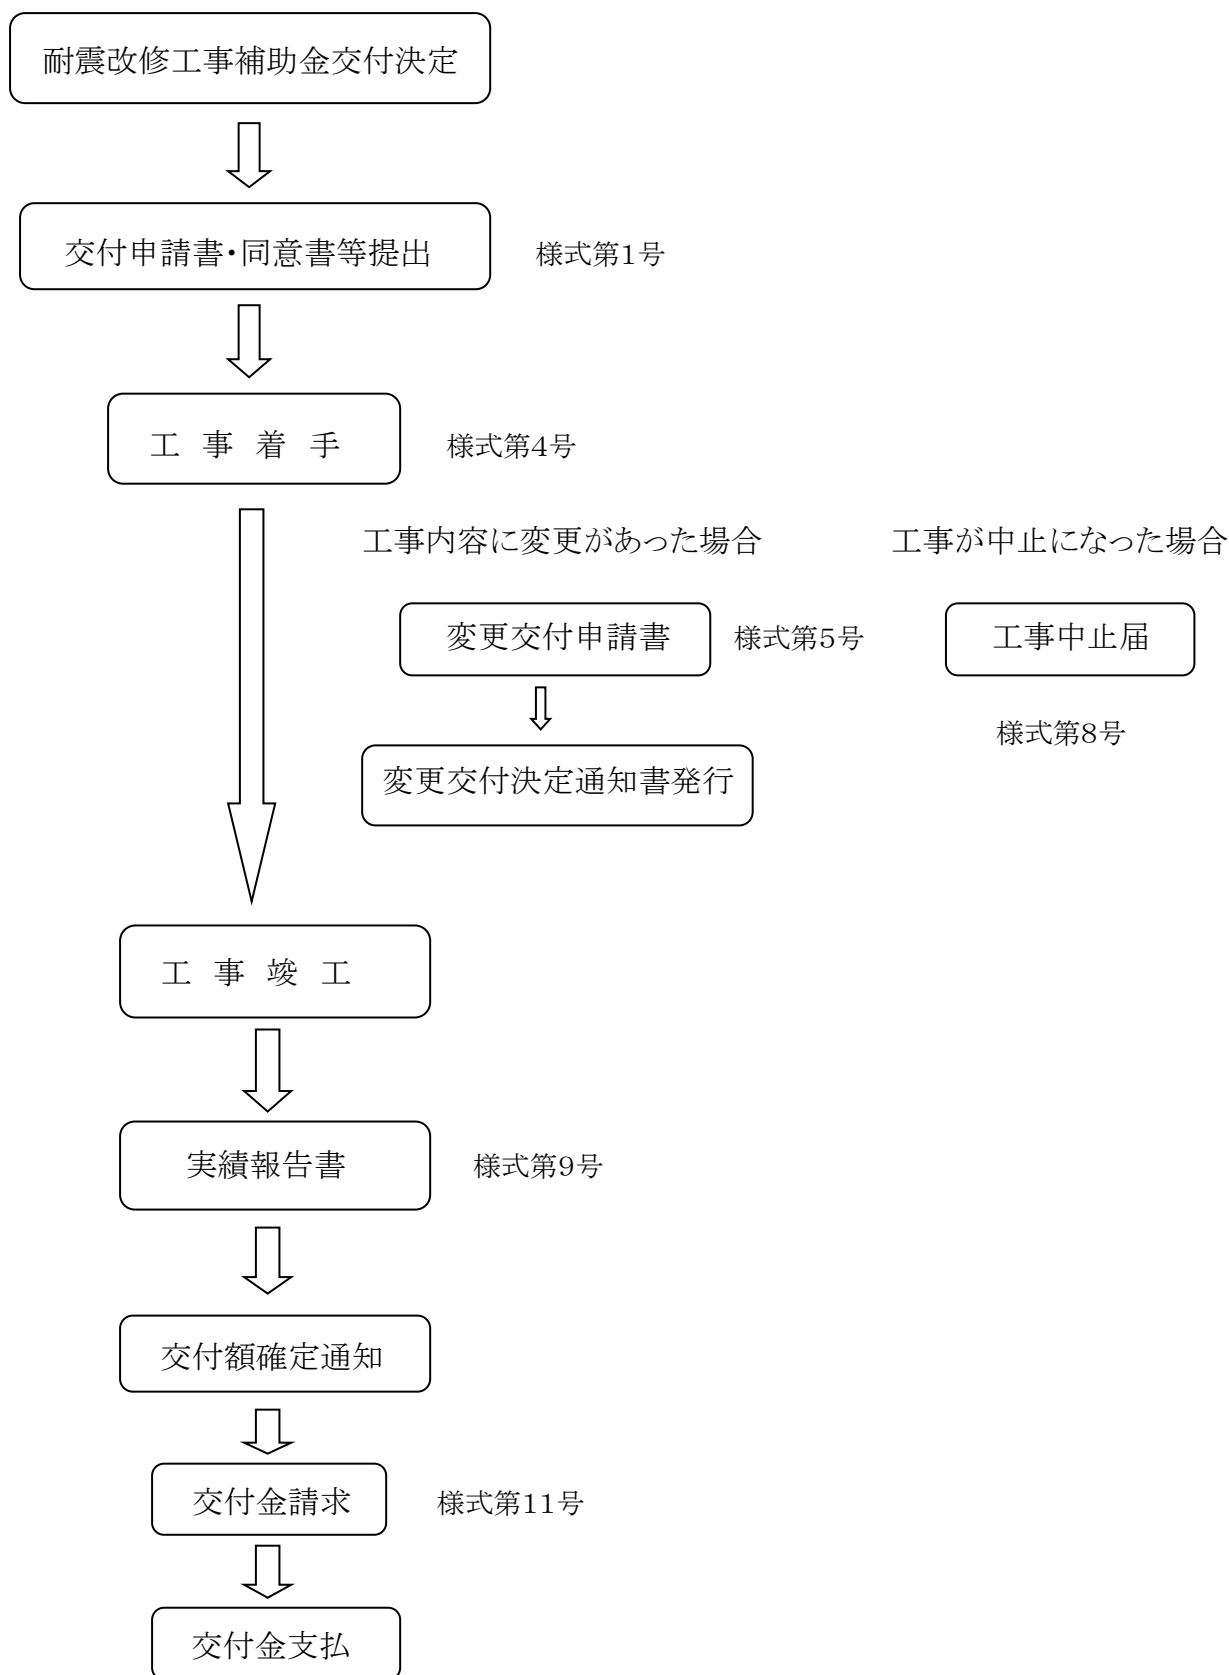 耐震改修工事補助金交付決定
交付申請書・同意書等提出
様式第1号
工 事 着 手
様式第4号
工事内容に変更があった場合
工事が中止になった場合
変更交付申請書
様式第5号
工事中止届
様式第8号
変更交付決定通知書発行
工 事 竣 工
実績報告書
様式第9号
交付額確定通知
交付金請求
様式第11号
交付金支払